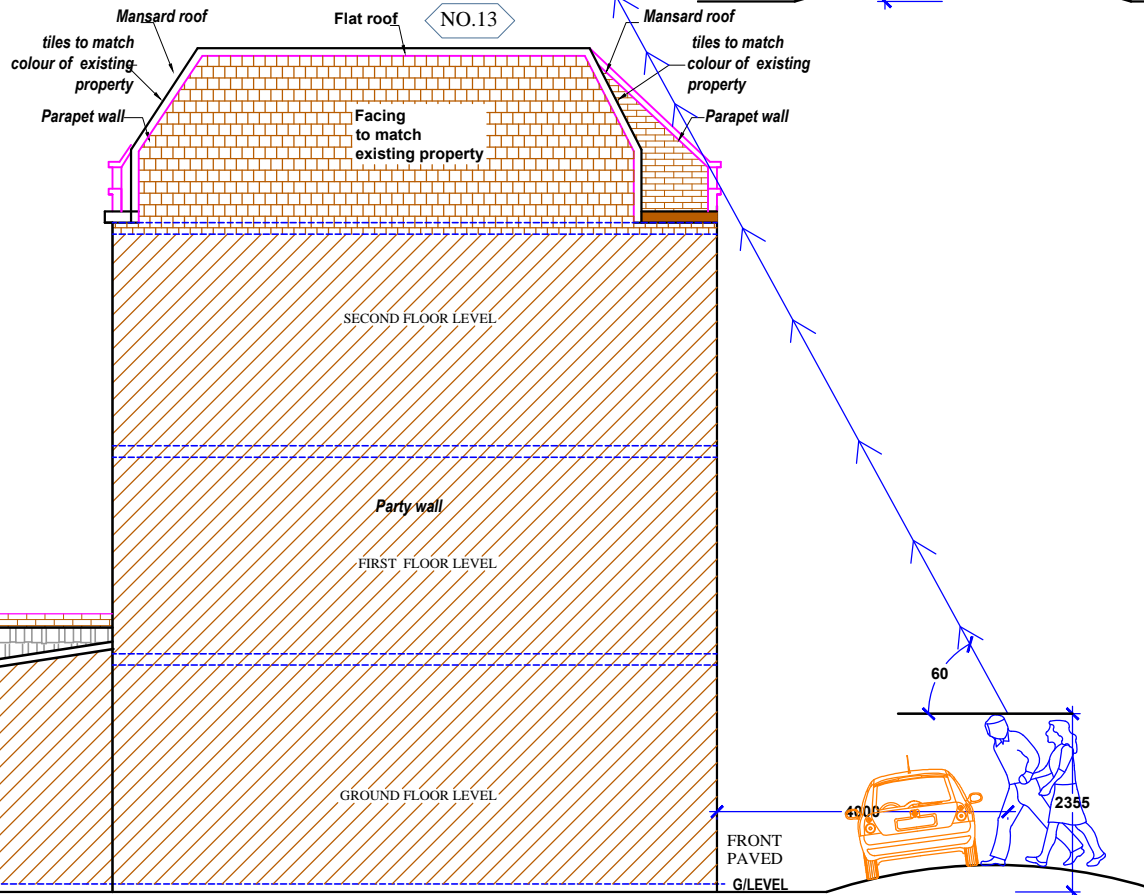 NO.13
Mansard roof
Flat roof
Mansard roof
tiles to match
colour of existing
property
tiles to match
colour of existing
property
Parapet wall
Facing
to match
existing property
Parapet wall
SECOND FLOOR LEVEL
Party wall
FIRST FLOOR LEVEL
60
GROUND FLOOR LEVEL
4000
2355
FRONT
PAVED
G/LEVEL